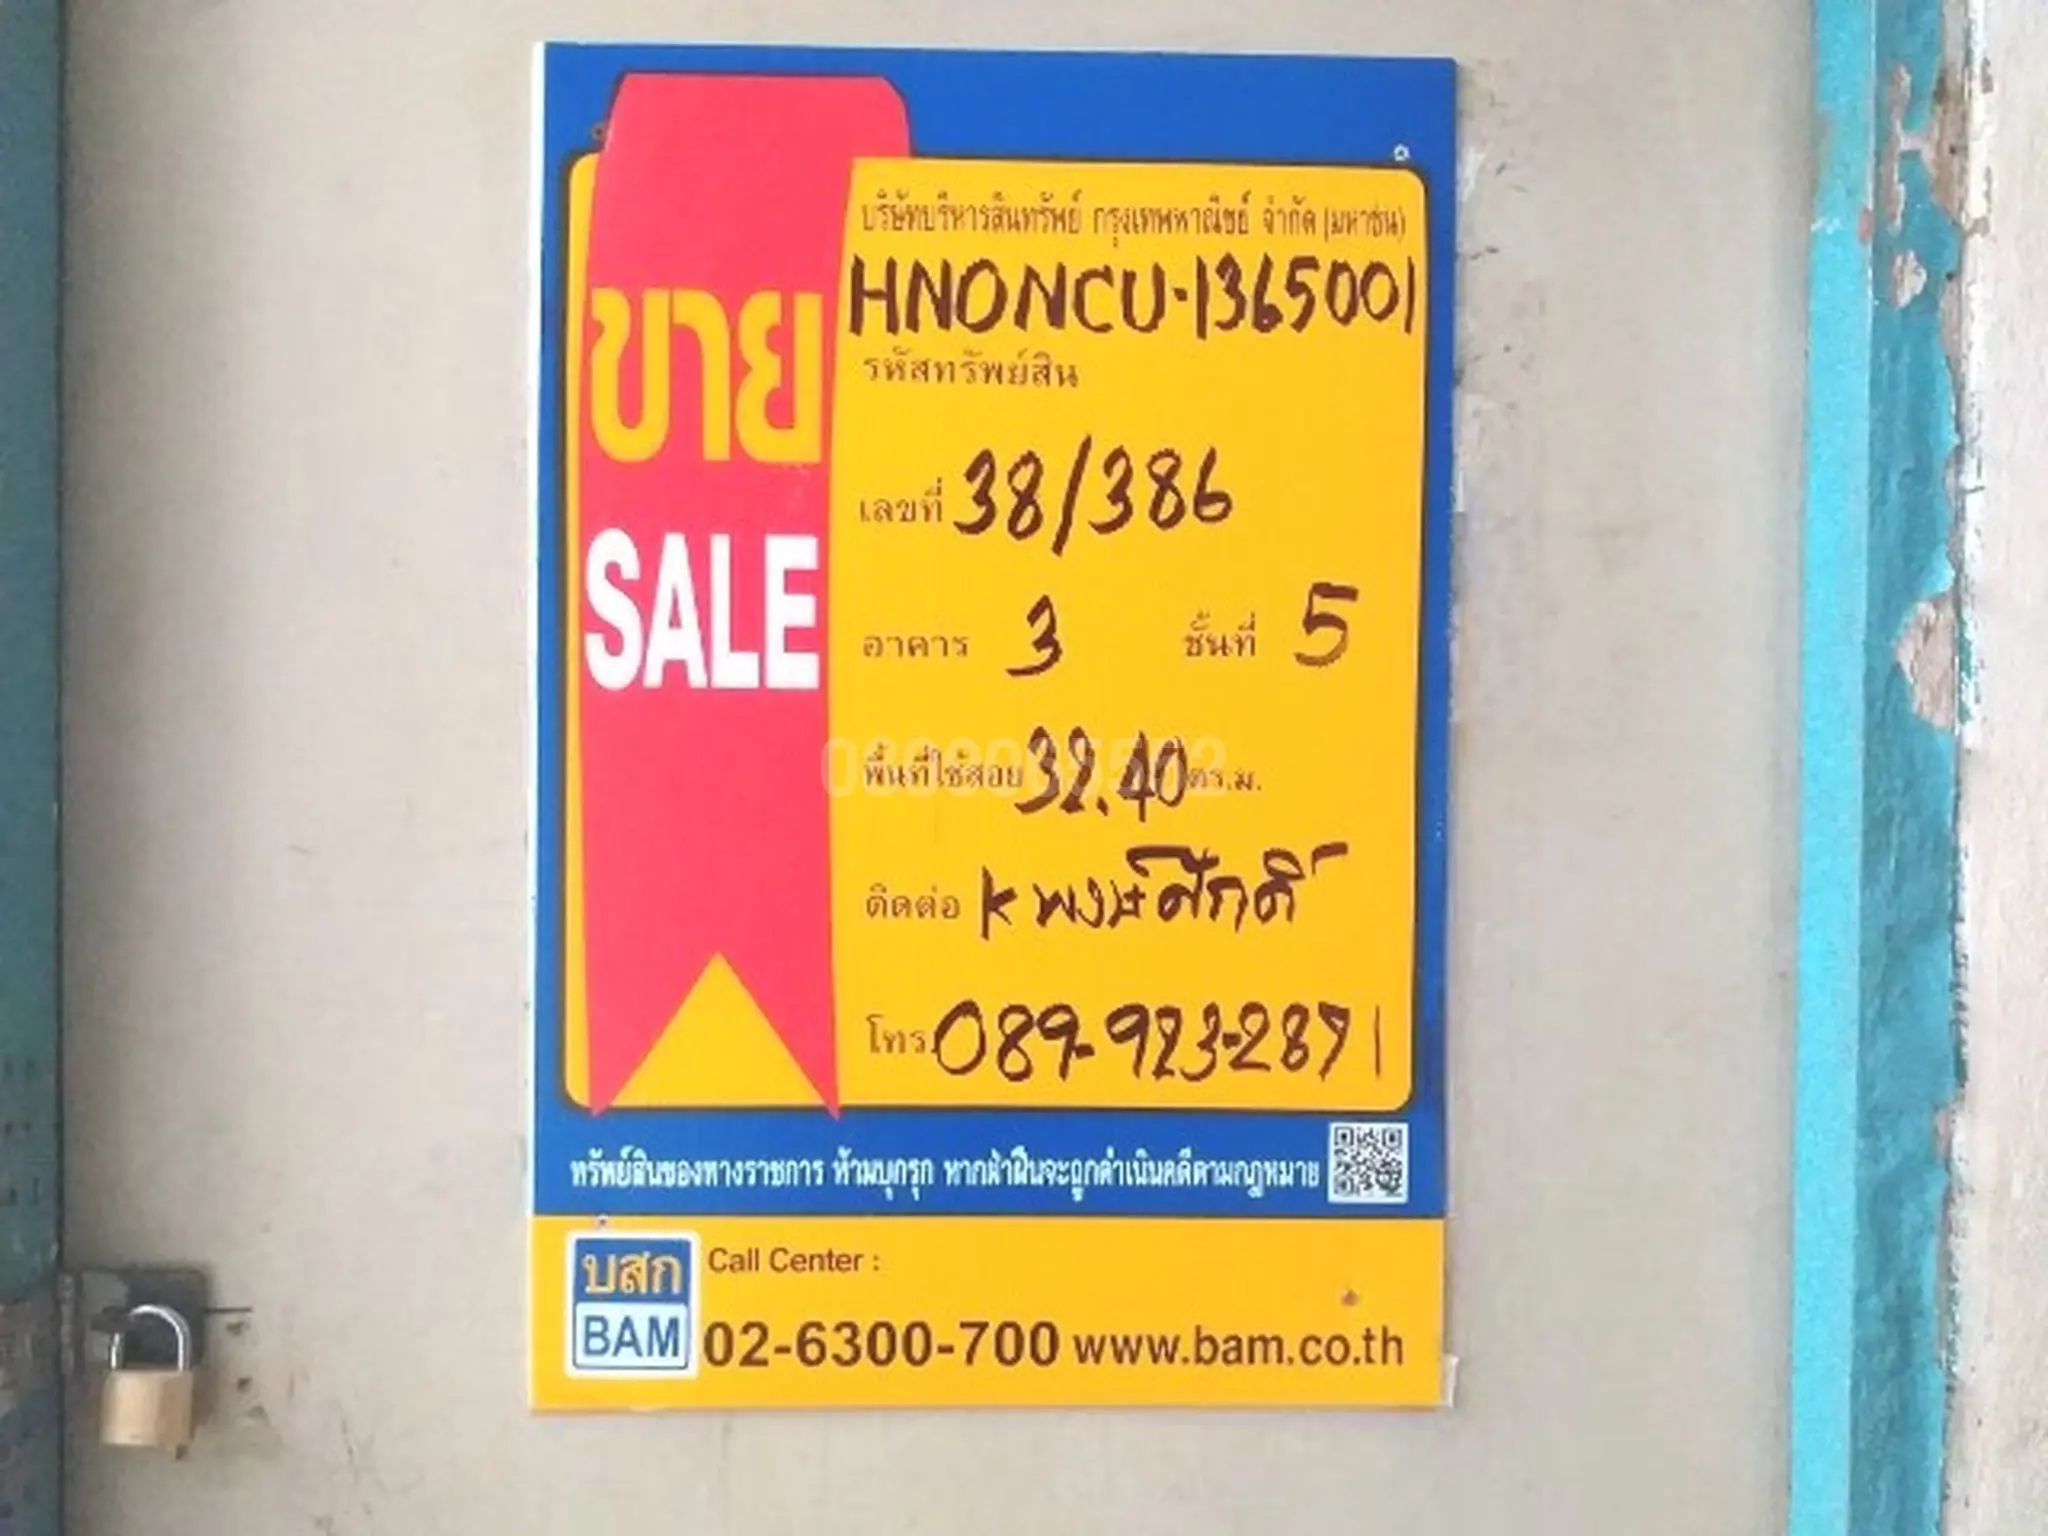 บริษัทบริหารสินทรัพย์ กรุงเทพพาณิชย์ จำกัด (มหาชน)
HNONCU-1365001
รหัสทรัพย์สิน
ขาย
SALE
เลขที่ 38/386
อาคาร 3 ชั้นที่ 5
พื้นที่ใช้สอย 32.40 ตร.ม.
ติดต่อ K พงษ์ศักดิ์
โทร. 089-923-2871
ทรัพย์สินของทางราชการ ห้ามบุกรุก หากฝ่าฝืนจะถูกดำเนินคดีตามกฎหมาย
บสก
BAM
Call Center :
02-6300-700 www.bam.co.th